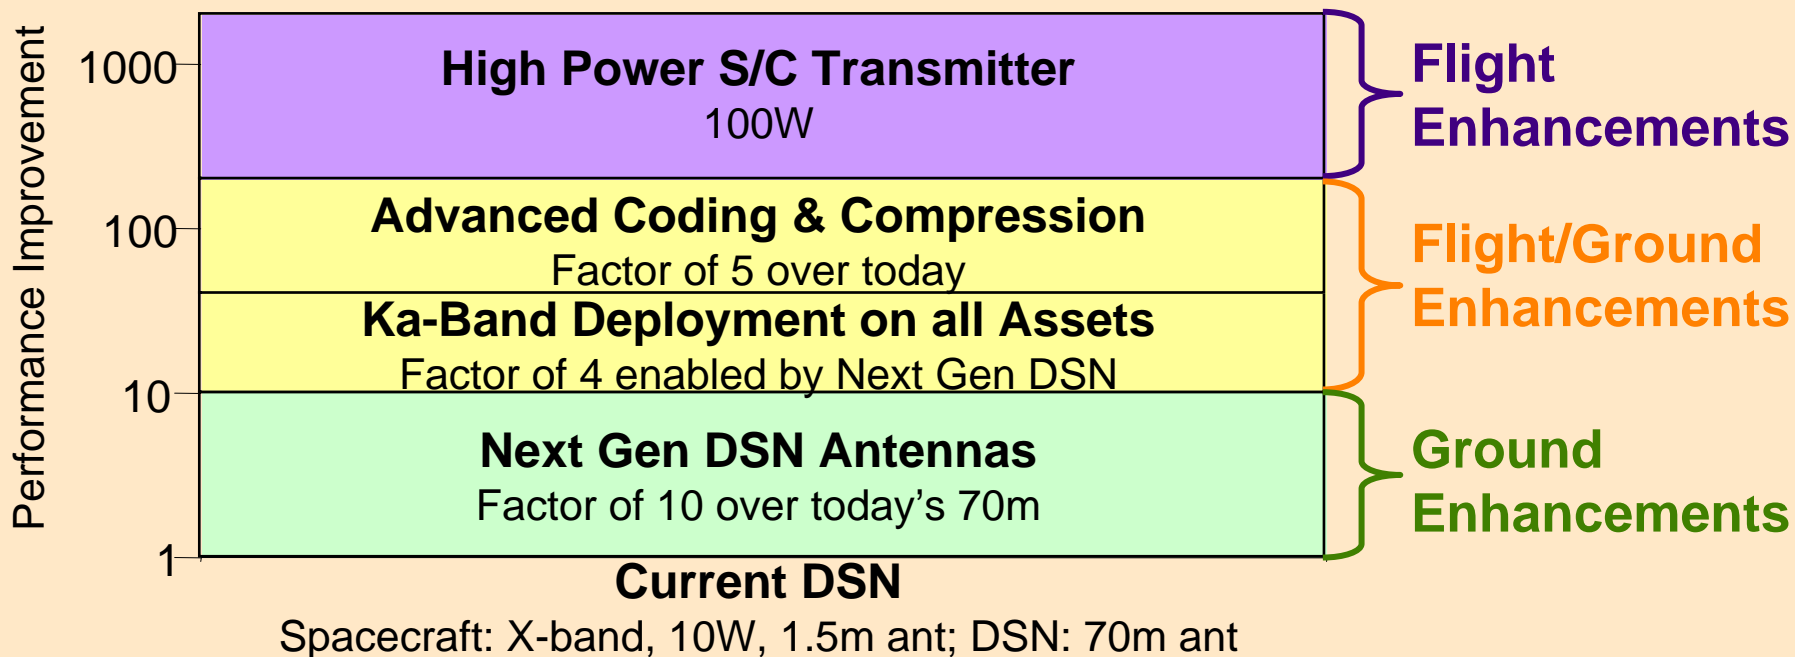 Performance Improvement
1000
100
10
1
High Power S/C Transmitter
100W
Advanced Coding & Compression
Factor of 5 over today
Ka-Band Deployment on all Assets
Factor of 4 enabled by Next Gen DSN
Next Gen DSN Antennas
Factor of 10 over today’s 70m
Current DSN
Spacecraft: X-band, 10W, 1.5m ant; DSN: 70m ant
Flight
Enhancements
Flight/Ground
Enhancements
Ground
Enhancements